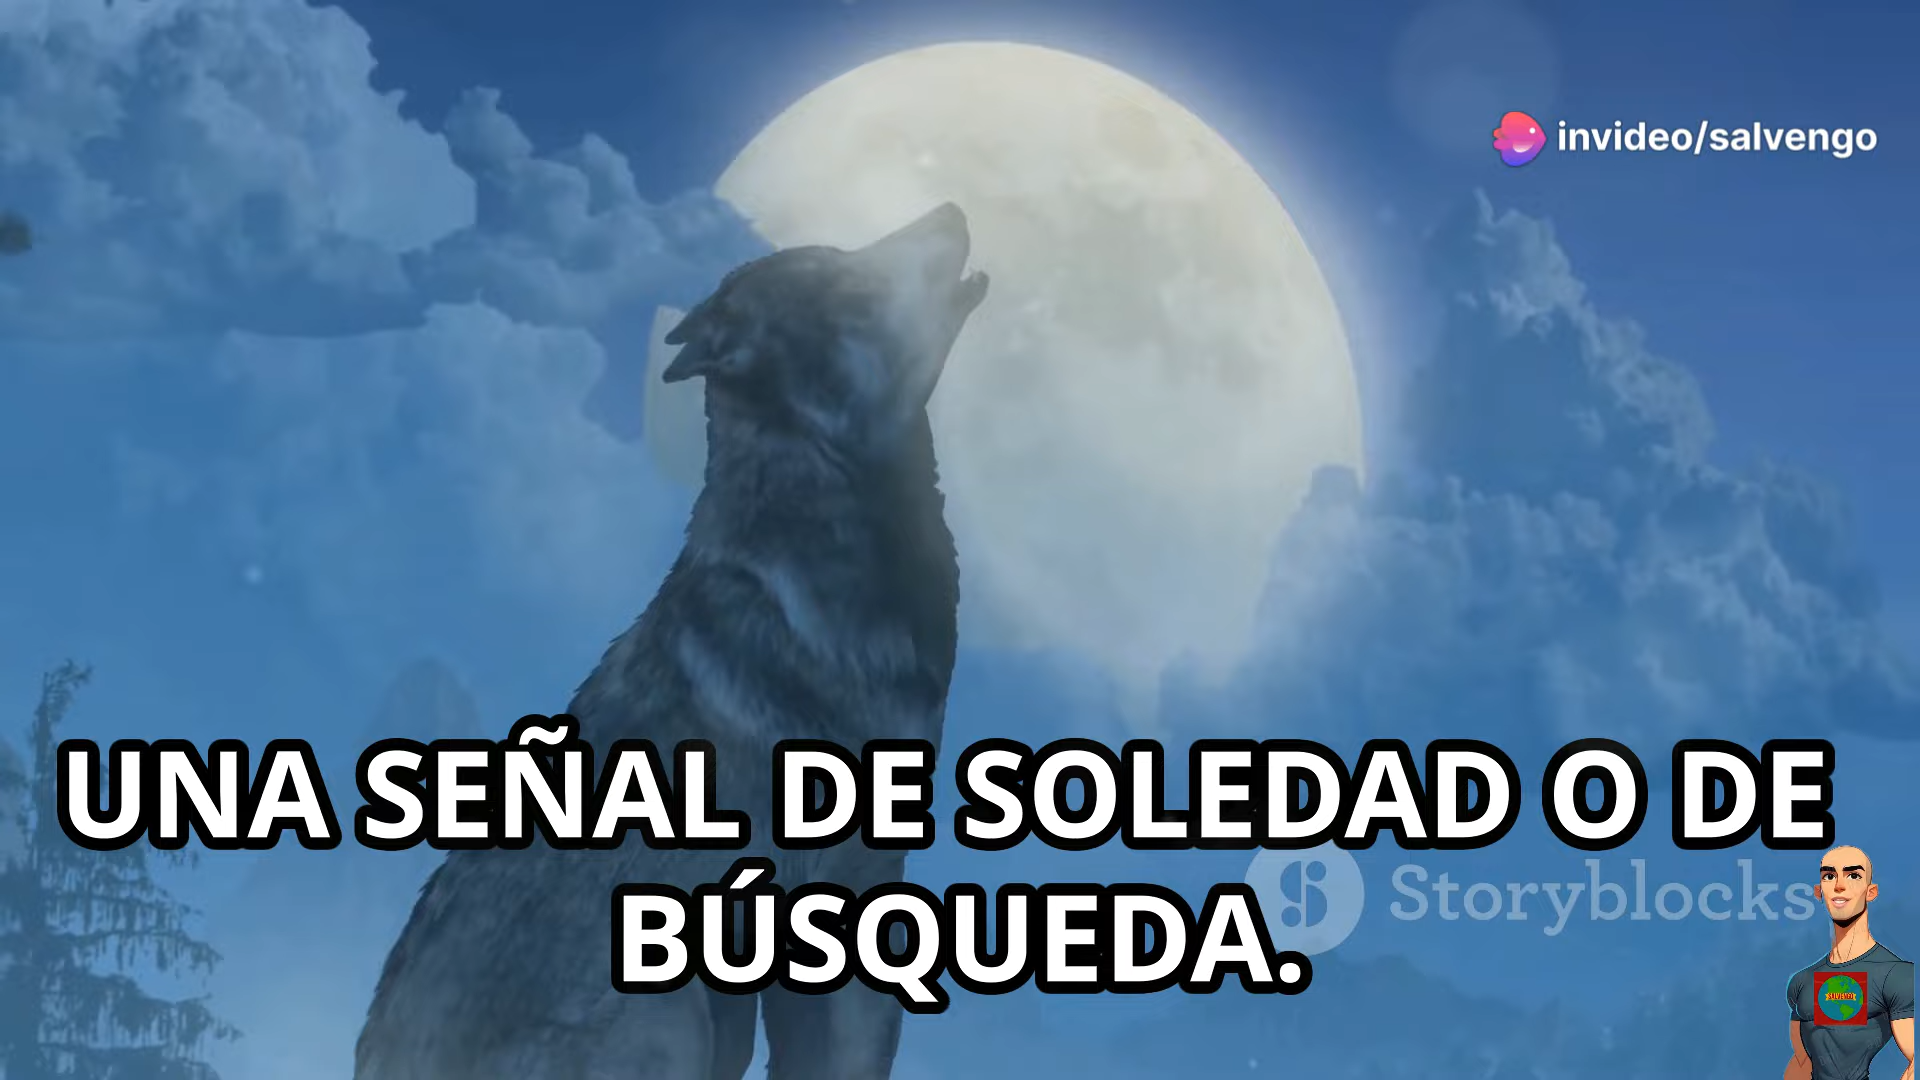 invideo/salvengo
UNA SEÑAL DE SOLEDAD O DE
BÚSQUEDA.
Storyblocks